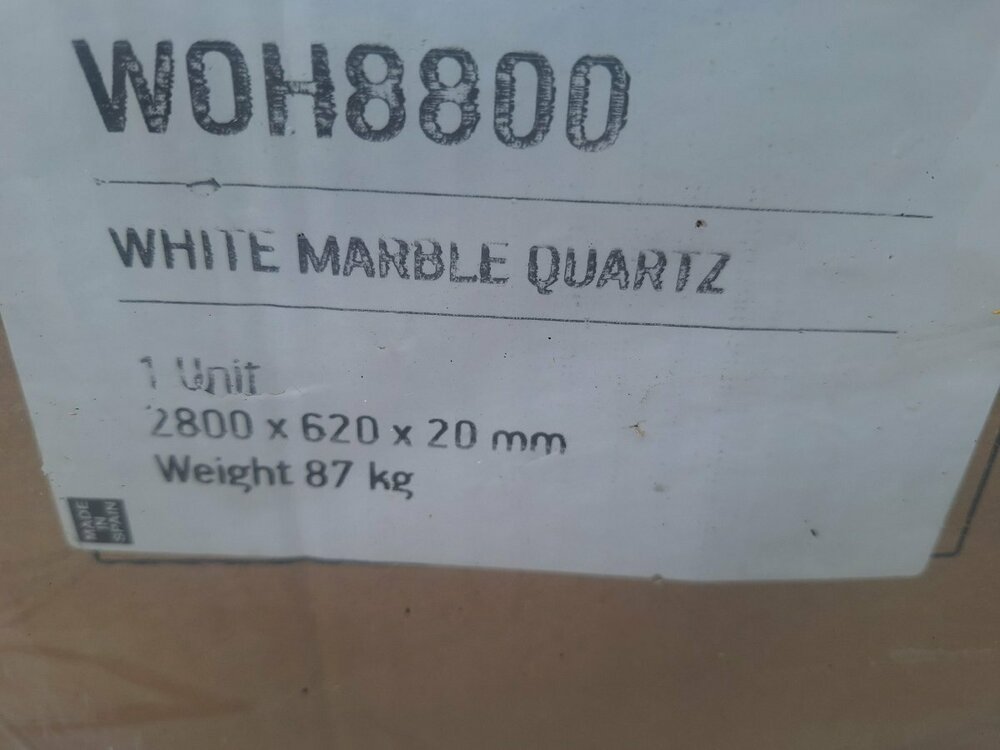 WOH8800
WHITE MARBLE QUARTZ
1 Unit
2800 x 620 x 20 mm
Weight 87 kg
MADE
IN
SPAIN